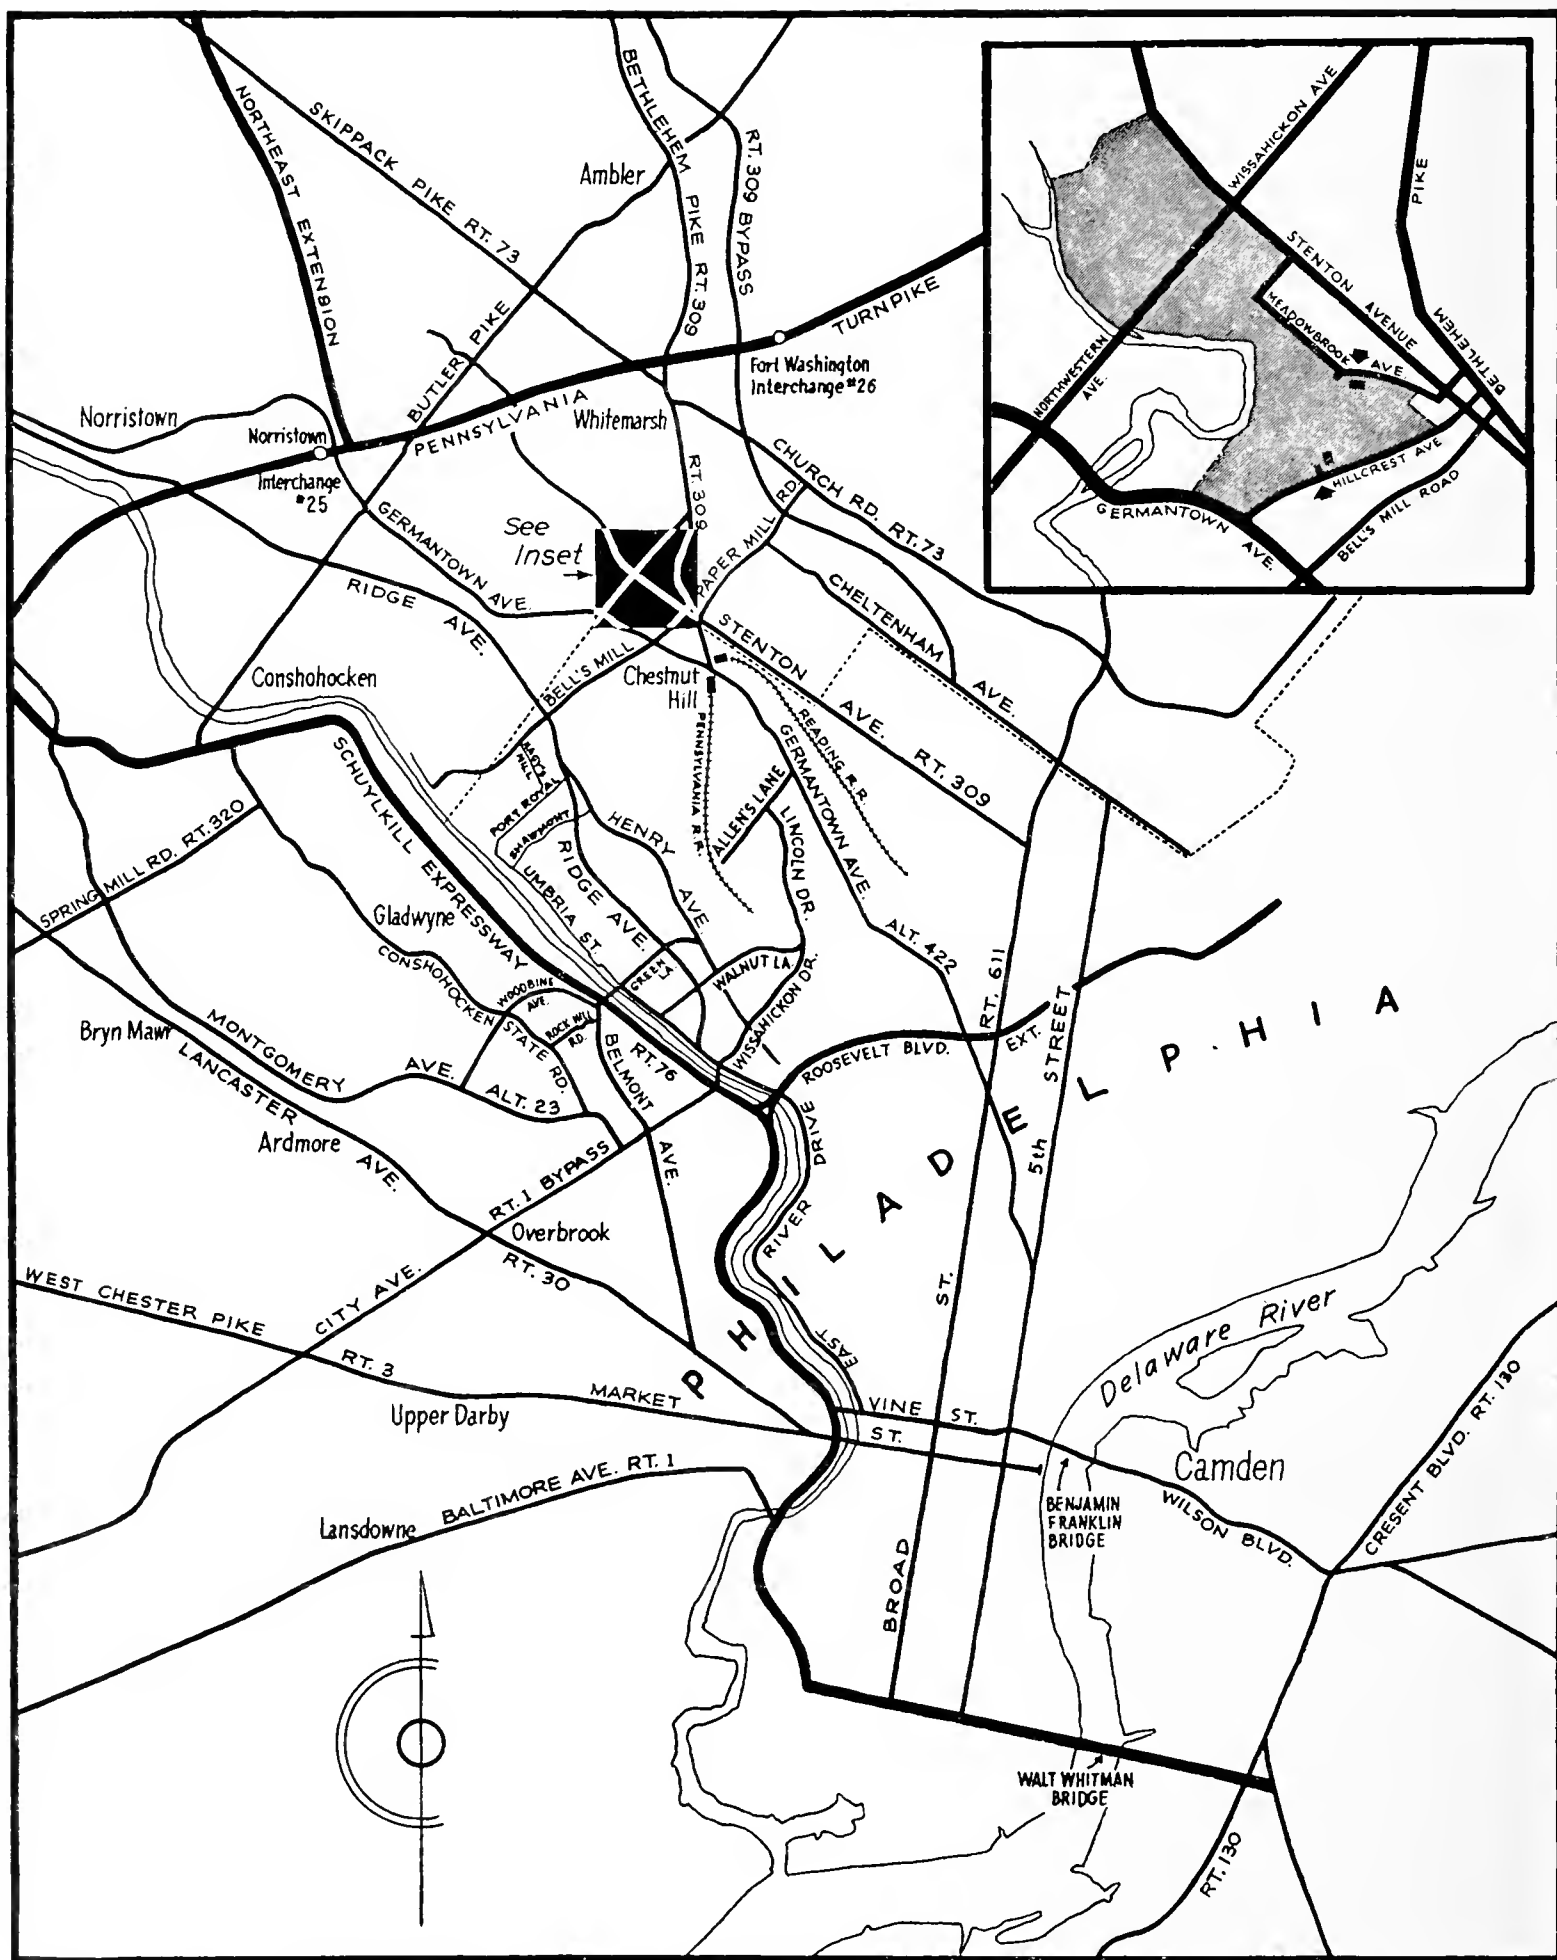 NORTHEAST EXTENSION
SKIPPACK PIKE RT. 73
BETHLEHEM PIKE RT. 309
RT. 309 BYPASS
Ambler
BUTLER PIKE
PENNSYLVANIA
TURNPIKE
Fort Washington
Interchange #26
Whitemarsh
Norristown
Norristown
Interchange
#25
RT. 309
CHURCH RD. RT. 73
PAPER MILL RD.
See
Inset
GERMANTOWN AVE.
RIDGE AVE.
CHELTENHAM AVE.
STENTON AVE. RT. 309
BELL'S MILL
Chestnut
Hill
Conshohocken
PENNSYLVANIA R.R.
READING R.R.
GERMANTOWN AVE.
ALLEN'S LANE
LINCOLN DR.
PORT ROYAL
SHAWMONT
HENRY AVE.
RIDGE AVE.
UMBRIA ST.
SCHUYLKILL EXPRESSWAY
SPRING MILL RD. RT. 320
Gladwyne
CONSHOHOCKEN STATE RD.
WOODBINE
AVE.
ROCK HILL
RD.
GREEN
LA.
WALNUT LA.
WISSAHICKON DR.
ALT. 422
RT. 611
5th STREET
ROOSEVELT BLVD.
EXT.
Bryn Mawr
MONTGOMERY AVE.
ALT. 23
LANCASTER AVE.
Ardmore
BELMONT AVE.
RT. 76
RT. 1 BYPASS
CITY AVE.
Overbrook
RT. 30
EAST RIVER DRIVE
PHILADELPHIA
WEST CHESTER PIKE
RT. 3
MARKET ST.
Upper Darby
VINE ST.
BROAD ST.
BALTIMORE AVE. RT. 1
Lansdowne
Delaware River
Camden
BENJAMIN
FRANKLIN
BRIDGE
WILSON BLVD.
CRESENT BLVD. RT. 130
WALT WHITMAN
BRIDGE
RT. 130
WISSAHICKON AVE
BETHLEHEM PIKE
STENTON AVENUE
MEADOWBROOK AVE.
NORTHWESTERN
AVE.
HILLCREST AVE
BELL'S MILL ROAD
GERMANTOWN AVE.